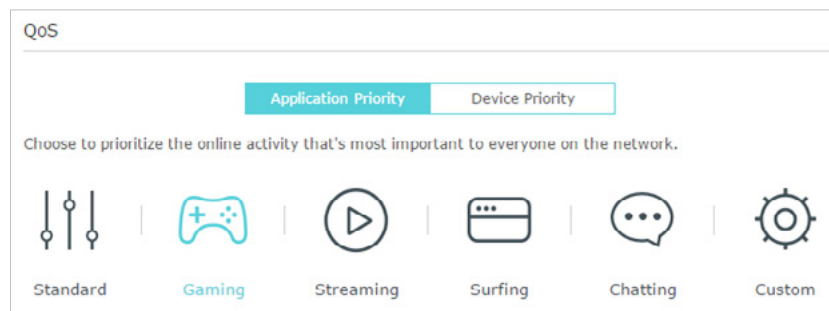 QoS
Application Priority Device Priority
Choose to prioritize the online activity that's most important to everyone on the network.
Standard Gaming Streaming Surfing Chatting Custom